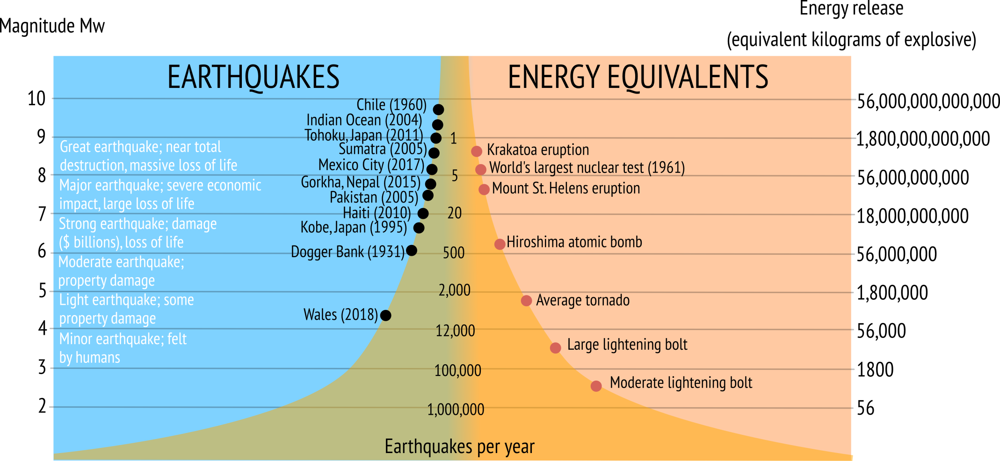 Energy release
Magnitude Mw
(equivalent kilograms of explosive)
EARTHQUAKES
ENERGY EQUIVALENTS
10
56,000,000,000,000
Chile (1960)
Indian Ocean (2004)
9
Tohoku, Japan (2011)
1
1,800,000,000,000
Great earthquake; near total
destruction, massive loss of life
Sumatra (2005)
Krakatoa eruption
Mexico City (2017)
World's largest nuclear test (1961)
8
5
56,000,000,000
Major earthquake; severe economic
impact, large loss of life
Gorkha, Nepal (2015)
Mount St. Helens eruption
Pakistan (2005)
7
Haiti (2010)
20
18,000,000,000
Strong earthquake; damage
($ billions), loss of life
Kobe, Japan (1995)
Hiroshima atomic bomb
6
Dogger Bank (1931)
500
56,000,000
Moderate earthquake;
property damage
5
2,000
1,800,000
Light earthquake; some
property damage
Average tornado
Wales (2018)
4
12,000
56,000
Minor earthquake; felt
by humans
Large lightening bolt
3
100,000
1800
Moderate lightening bolt
2
1,000,000
56
Earthquakes per year